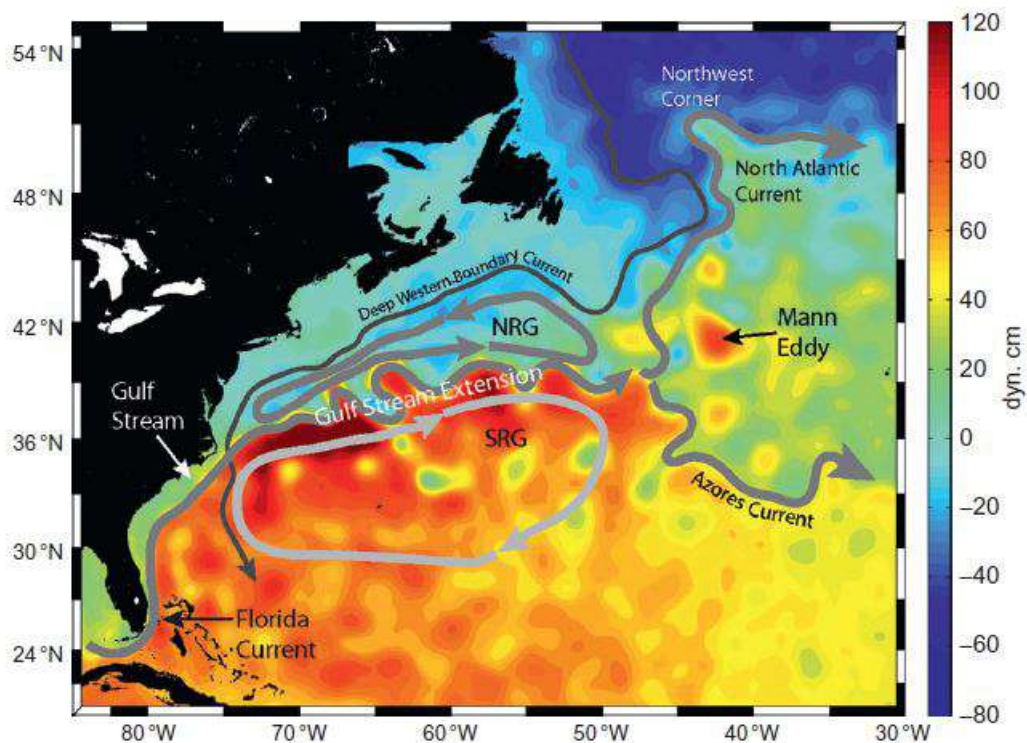 54 °N
48 °N
42 °N
36 °N
30 °N
24 °N
80°W
70°W
60°W
50°W
40°W
30°W
Northwest
Corner
North Atlantic
Current
Deep Western Boundary Current
NRG
Mann
Eddy
Gulf
Stream
Gulf Stream Extension
SRG
Azores Current
Florida
Current
120
100
80
60
40
20
0
–20
–40
–60
–80
dyn. cm